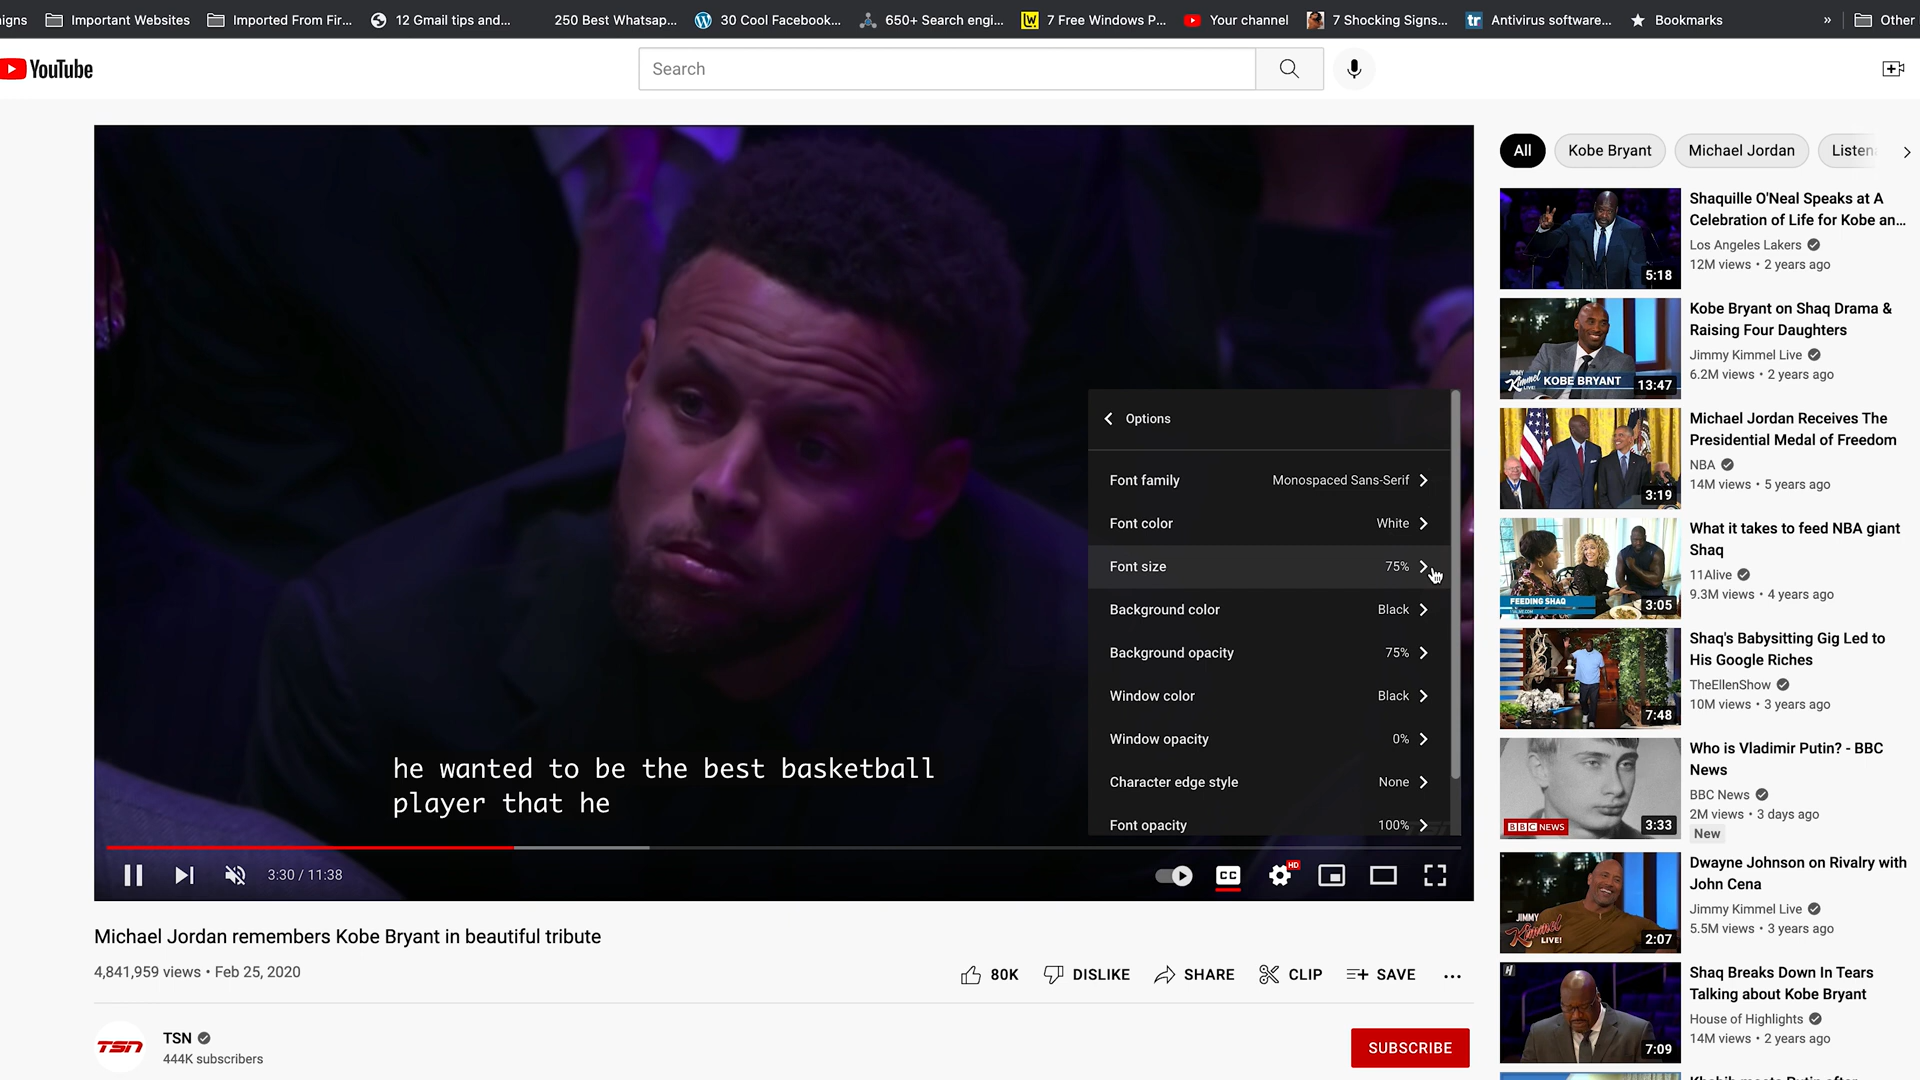 igns
Important Websites
Imported From Fir...
12 Gmail tips and...
250 Best Whatsap...
30 Cool Facebook...
650+ Search engi...
7 Free Windows P...
Your channel
7 Shocking Signs...
Antivirus software...
Bookmarks
»
Other
YouTube
Search
All
Kobe Bryant
Michael Jordan
Listen
Options
Font family Monospaced Sans-Serif
Font color White
Font size 75%
Background color Black
Background opacity 75%
Window color Black
Window opacity 0%
Character edge style None
Font opacity 100%
he wanted to be the best basketball
player that he
3:30 / 11:38
CC
HD
Michael Jordan remembers Kobe Bryant in beautiful tribute
4,841,959 views • Feb 25, 2020
80K
DISLIKE
SHARE
CLIP
SAVE
...
TSN
TSN
444K subscribers
SUBSCRIBE
5:18
Shaquille O'Neal Speaks at A
Celebration of Life for Kobe an...
Los Angeles Lakers
12M views • 2 years ago
JIMMY
Kimmel
LIVE!
KOBE BRYANT
13:47
Kobe Bryant on Shaq Drama &
Raising Four Daughters
Jimmy Kimmel Live
6.2M views • 2 years ago
3:19
Michael Jordan Receives The
Presidential Medal of Freedom
NBA
14M views • 5 years ago
FEEDING SHAQ
3:05
What it takes to feed NBA giant
Shaq
11Alive
9.3M views • 4 years ago
7:48
Shaq's Babysitting Gig Led to
His Google Riches
TheEllenShow
10M views • 3 years ago
BBC NEWS
3:33
Who is Vladimir Putin? - BBC
News
BBC News
2M views • 3 days ago
New
JIMMY
Kimmel
LIVE!
2:07
Dwayne Johnson on Rivalry with
John Cena
Jimmy Kimmel Live
5.5M views • 3 years ago
H
7:09
Shaq Breaks Down In Tears
Talking about Kobe Bryant
House of Highlights
14M views • 2 years ago